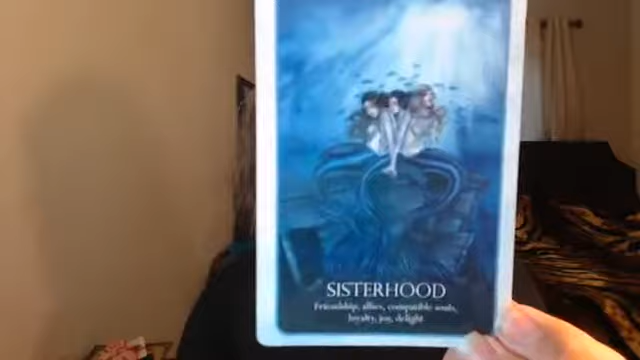 SISTERHOOD
Friendship, allies, compatible souls,
loyalty, joy, delight